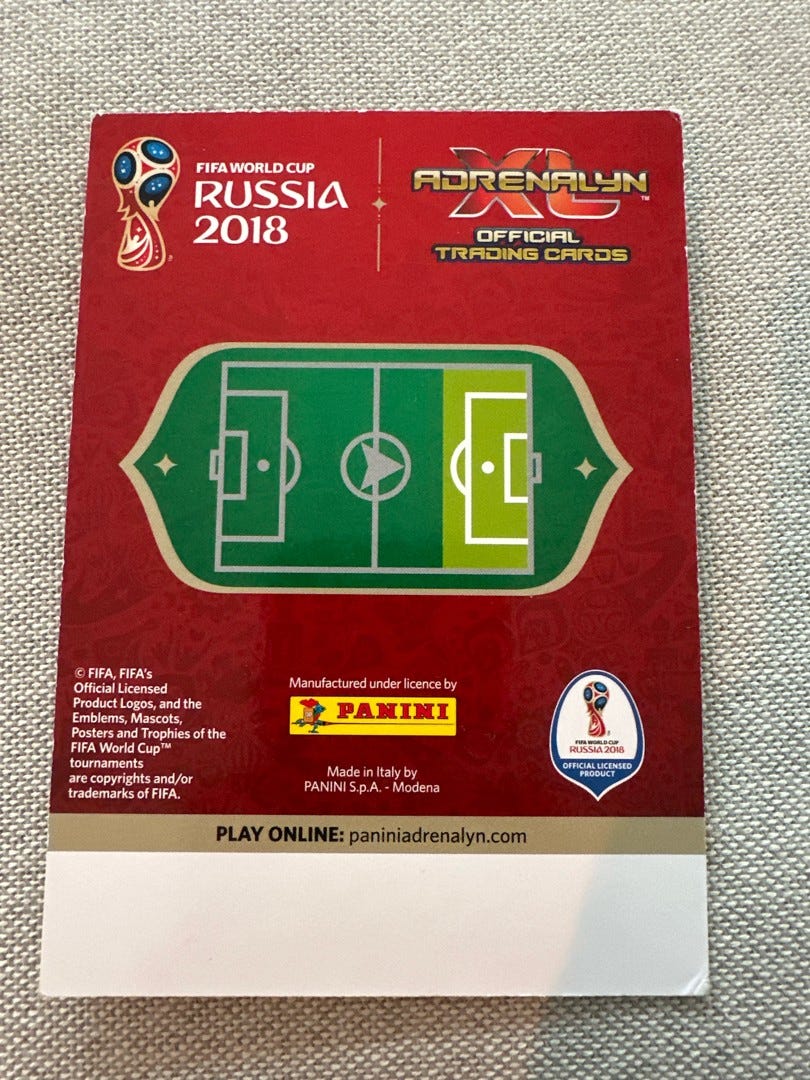 FIFA WORLD CUP
RUSSIA
2018
ADRENALYN
XL
™
OFFICIAL
TRADING CARDS
© FIFA, FIFA's
Official Licensed
Product Logos, and the
Emblems, Mascots,
Posters and Trophies of the
FIFA World Cup™
tournaments
are copyrights and/or
trademarks of FIFA.
Manufactured under licence by
PANINI
Made in Italy by
PANINI S.p.A. - Modena
FIFA WORLD CUP
RUSSIA 2018
OFFICIAL LICENSED
PRODUCT
PLAY ONLINE: paniniadrenalyn.com